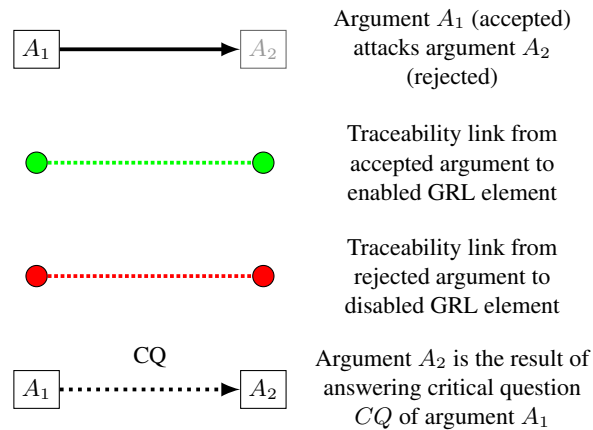 A₁ A₂ Argument A₁ (accepted)
attacks argument A₂
(rejected)
Traceability link from
accepted argument to
enabled GRL element
Traceability link from
rejected argument to
disabled GRL element
CQ
A₁ A₂ Argument A₂ is the result of
answering critical question
CQ of argument A₁